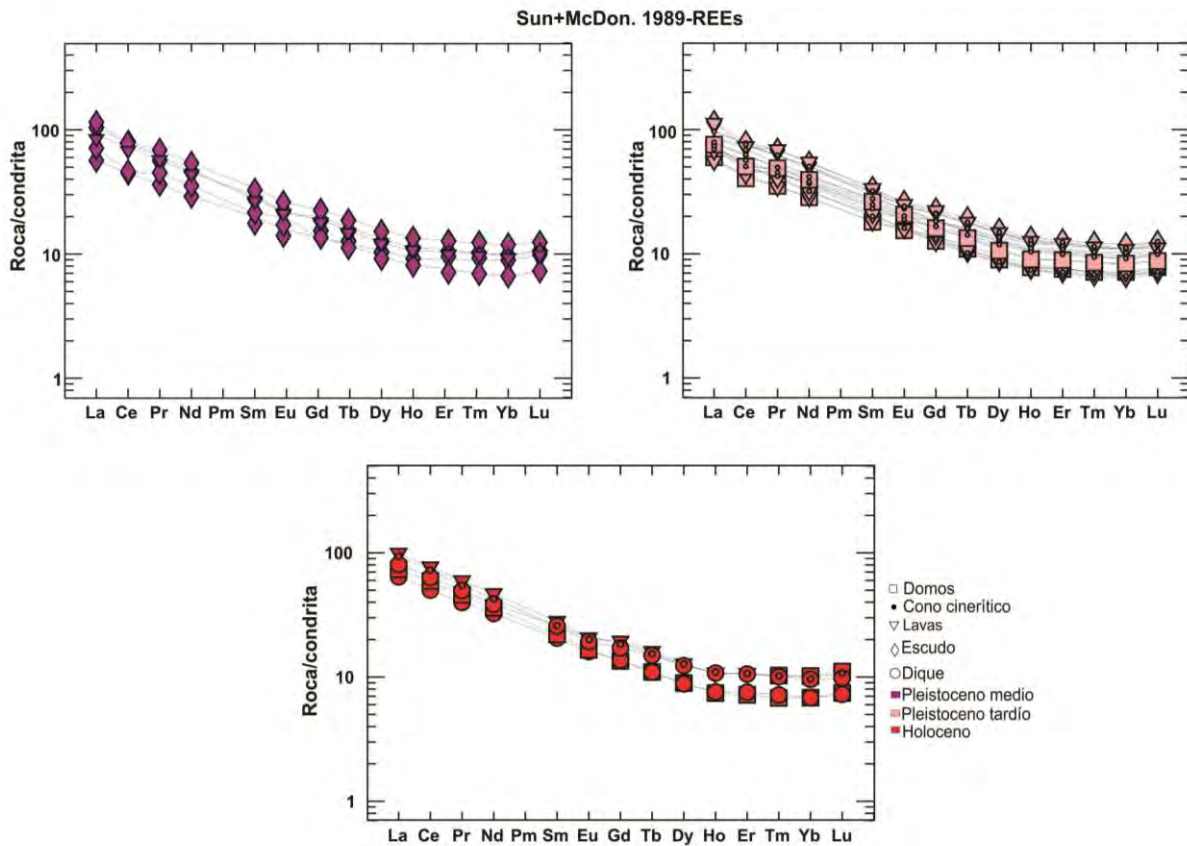 Sun+McDon. 1989-REEs
Roca/condrita
100
10
1
La Ce Pr Nd Pm Sm Eu Gd Tb Dy Ho Er Tm Yb Lu
Roca/condrita
100
10
1
La Ce Pr Nd Pm Sm Eu Gd Tb Dy Ho Er Tm Yb Lu
Roca/condrita
100
10
1
La Ce Pr Nd Pm Sm Eu Gd Tb Dy Ho Er Tm Yb Lu
Domos
Cono cinerítico
Lavas
Escudo
Dique
Pleistoceno medio
Pleistoceno tardío
Holoceno